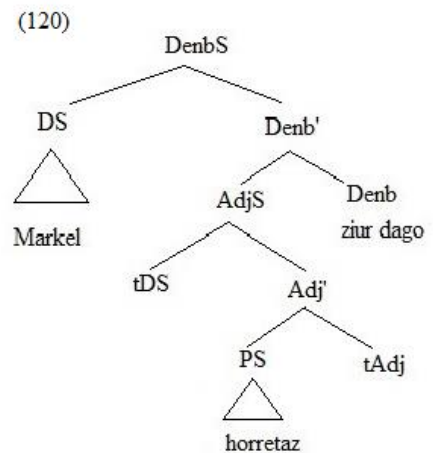 (120)
DenbS
DS
Denb'
AdjS
Denb
Markel
ziur dago
tDS
Adj'
PS
tAdj
horretaz